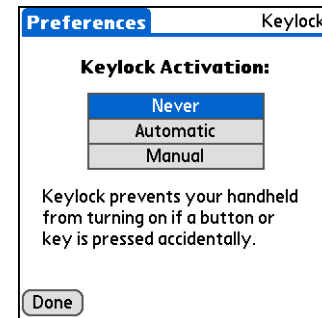 Preferences Keylock
Keylock Activation:
Never
Automatic
Manual
Keylock prevents your handheld
from turning on if a button or
key is pressed accidentally.
Done